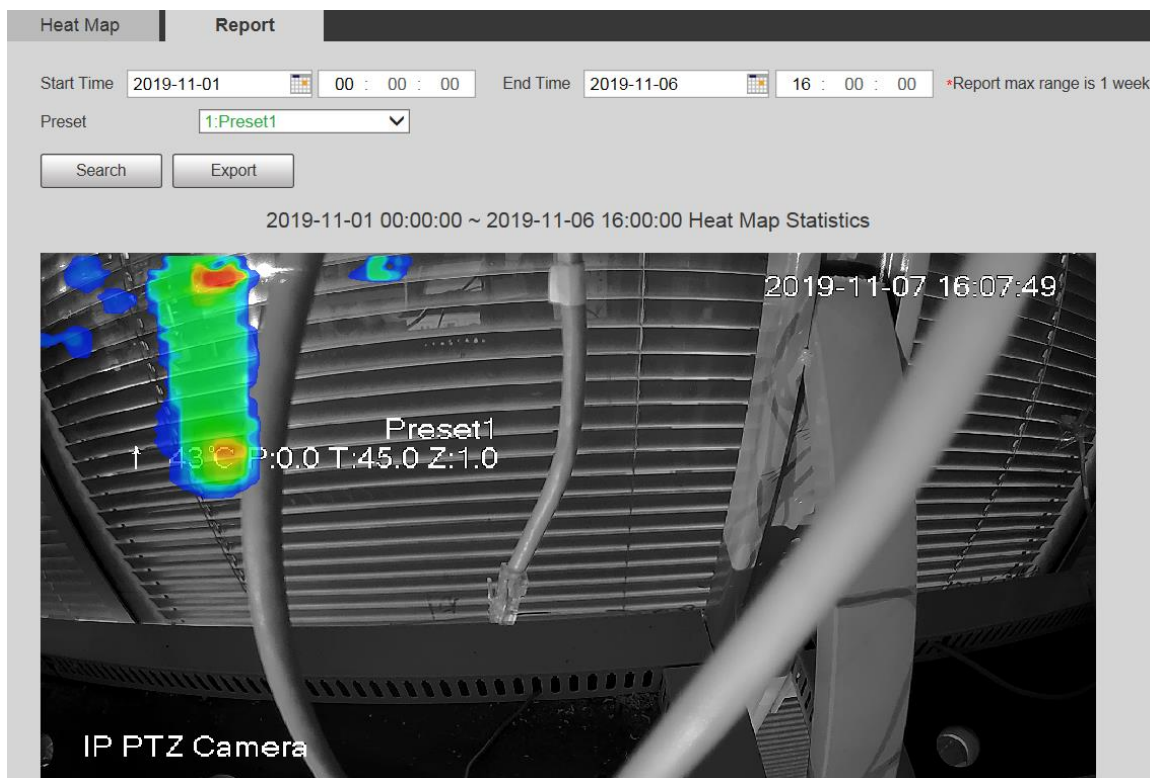 Heat Map Report
Start Time 2019-11-01 00 : 00 : 00 End Time 2019-11-06 16 : 00 : 00 *Report max range is 1 week
Preset 1:Preset1
Search Export
2019-11-01 00:00:00 ~ 2019-11-06 16:00:00 Heat Map Statistics
2019-11-07 16:07:49
Preset1
↑ 43℃ P:0.0 T:45.0 Z:1.0
IP PTZ Camera